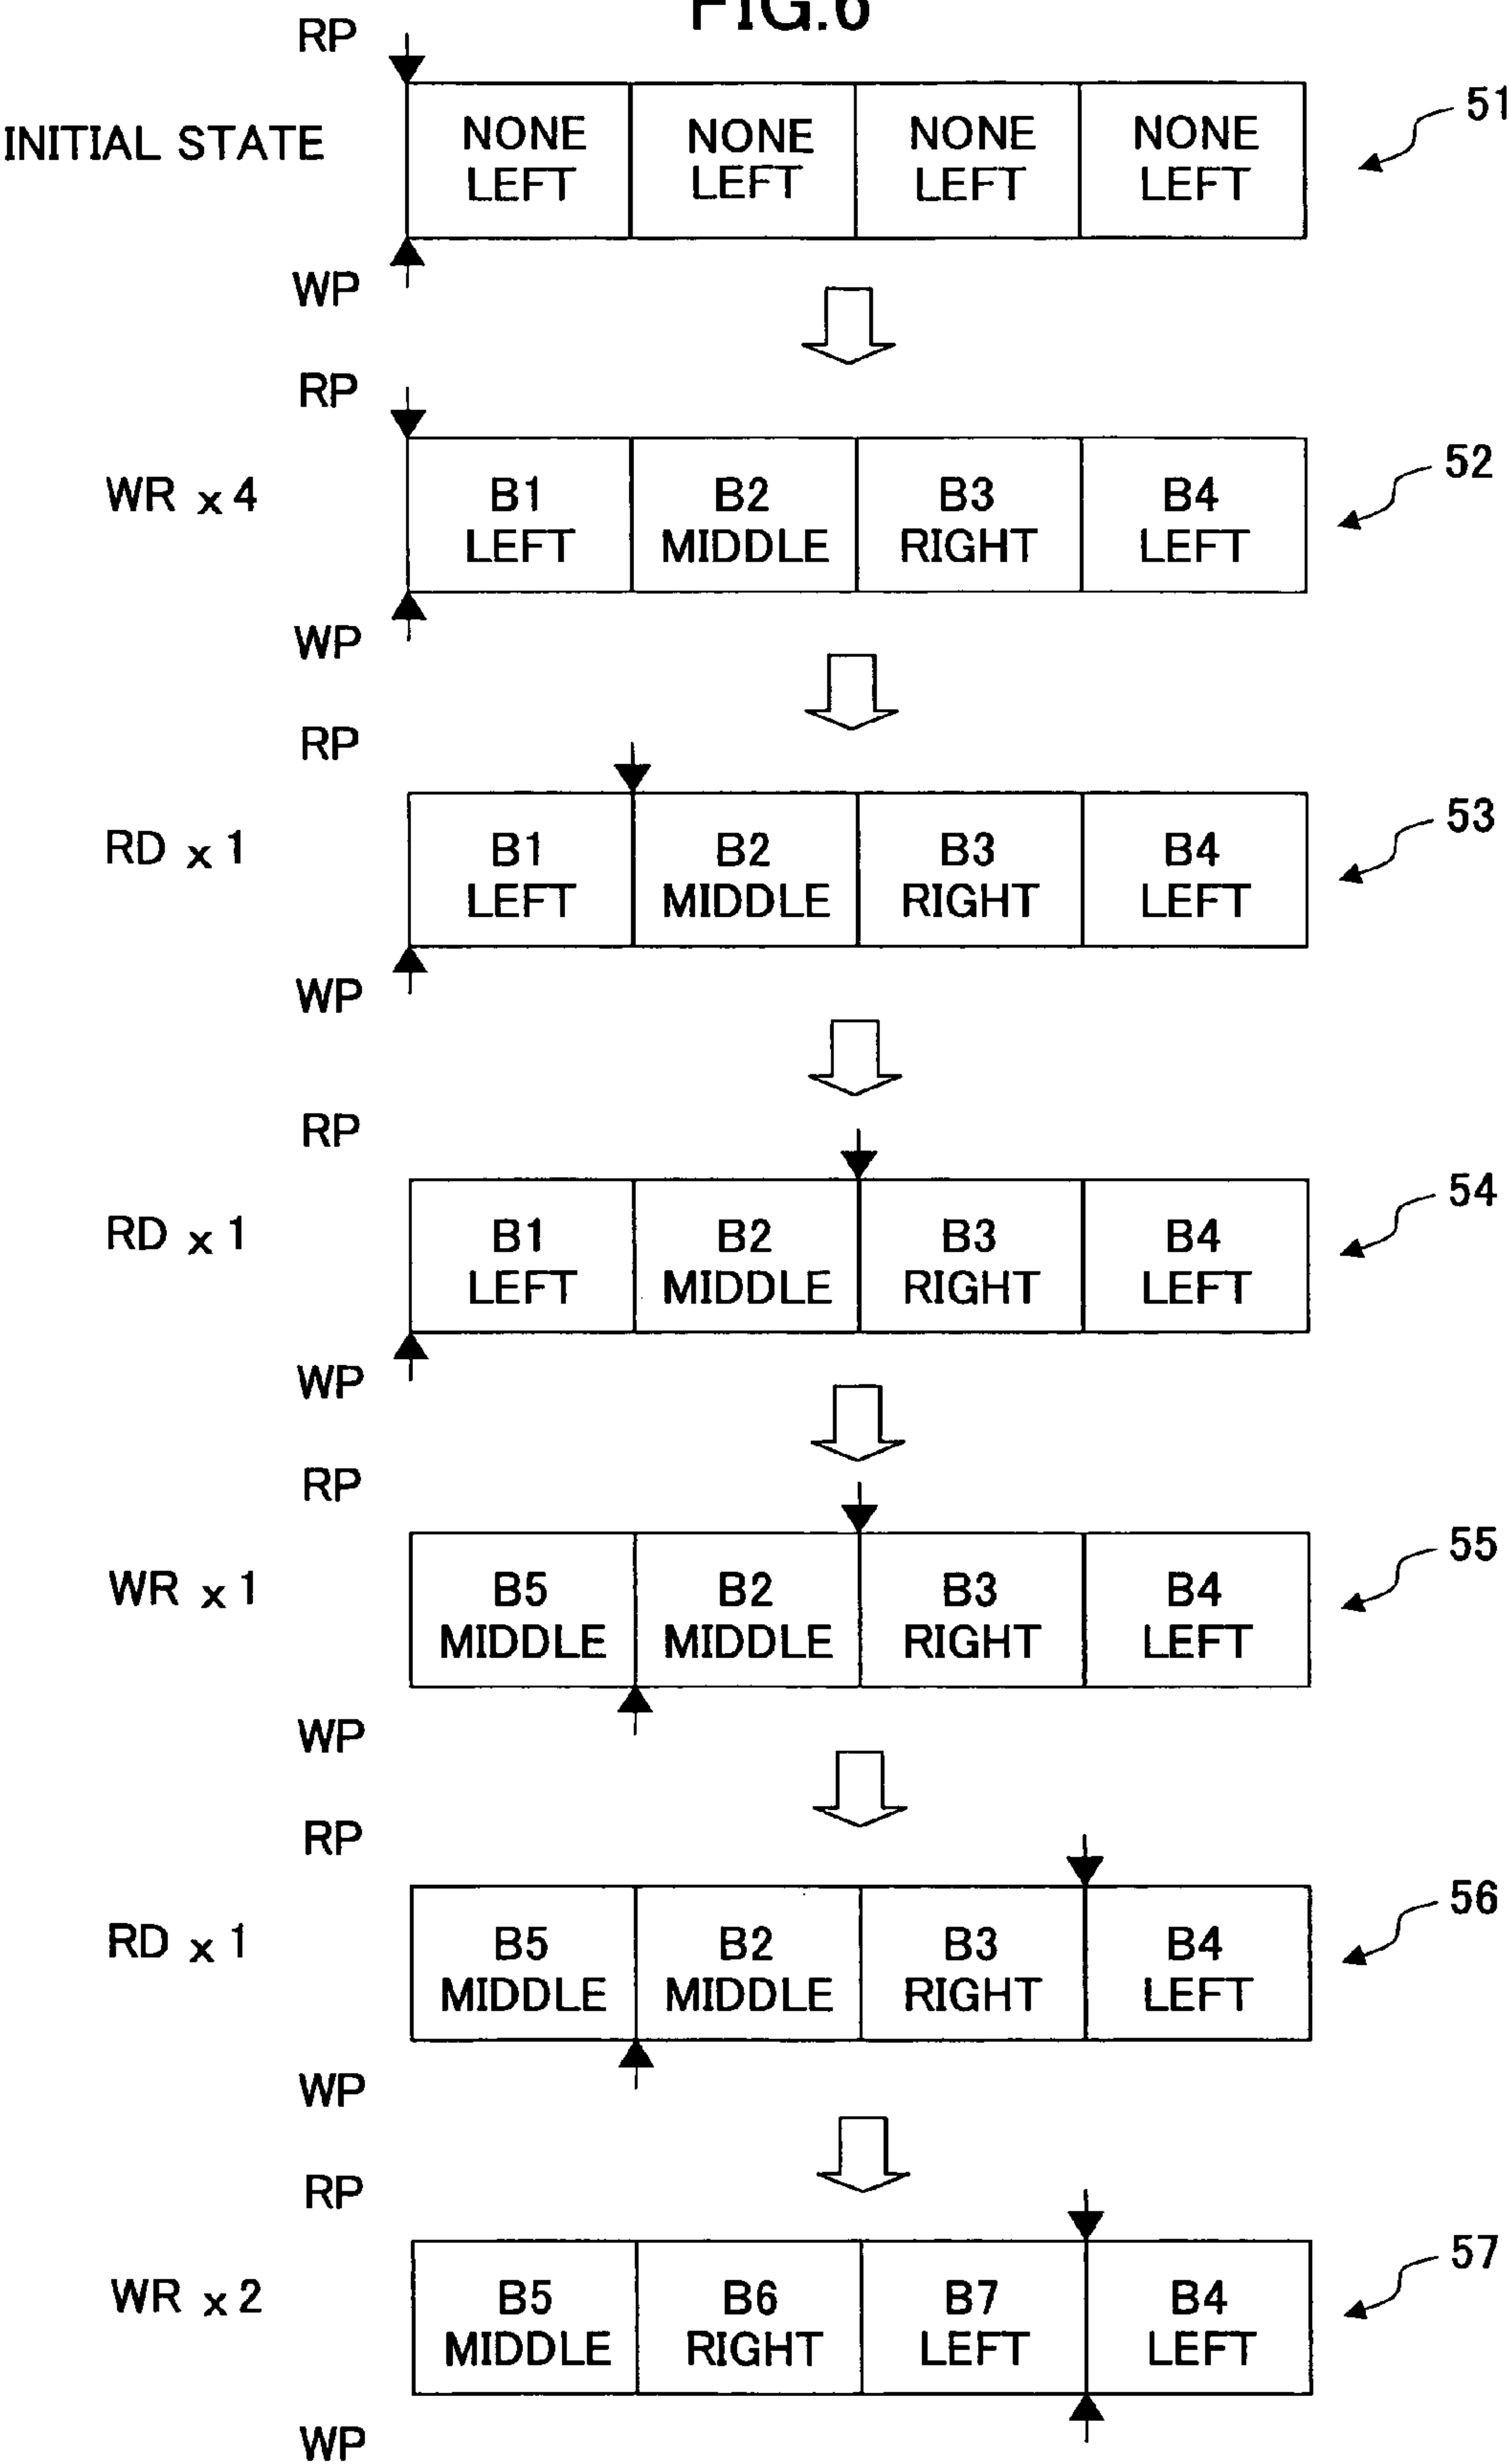 FIG.6
RP
INITIAL STATE
NONE LEFT
NONE LEFT
NONE LEFT
NONE LEFT
51
WP
RP
WR x 4
B1 LEFT
B2 MIDDLE
B3 RIGHT
B4 LEFT
52
WP
RP
RD x 1
B1 LEFT
B2 MIDDLE
B3 RIGHT
B4 LEFT
53
WP
RP
RD x 1
B1 LEFT
B2 MIDDLE
B3 RIGHT
B4 LEFT
54
WP
RP
WR x 1
B5 MIDDLE
B2 MIDDLE
B3 RIGHT
B4 LEFT
55
WP
RP
RD x 1
B5 MIDDLE
B2 MIDDLE
B3 RIGHT
B4 LEFT
56
WP
RP
WR x 2
B5 MIDDLE
B6 RIGHT
B7 LEFT
B4 LEFT
57
WP